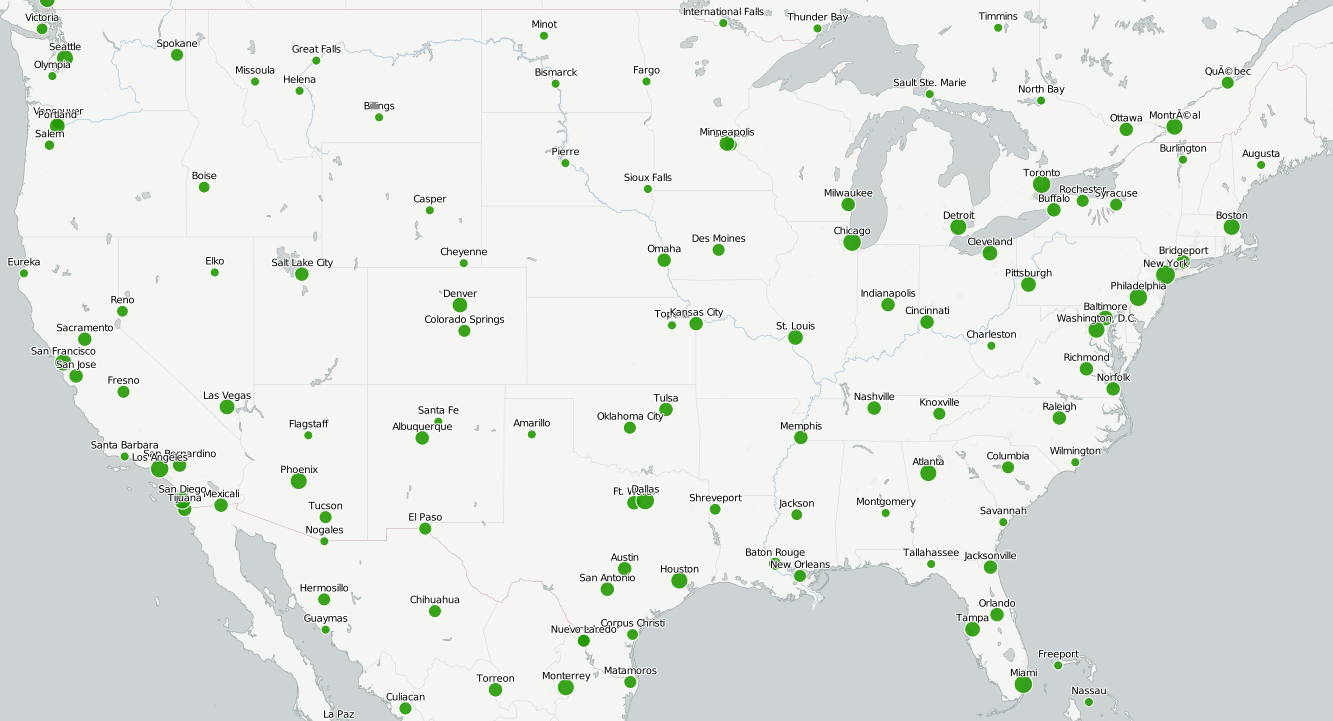 International Falls
Thunder Bay
Timmins
Victoria
Minot
Seattle
Spokane
Great Falls
Olympia
Missoula
Helena
Bismarck
Fargo
Sault Ste. Marie
North Bay
QuÃ©bec
Billings
Vancouver
Portland
Salem
Minneapolis
Ottawa
MontrÃ©al
Pierre
Burlington
Augusta
Boise
Sioux Falls
Toronto
Casper
Milwaukee
Rochester
Syracuse
Buffalo
Detroit
Boston
Chicago
Des Moines
Cleveland
Omaha
Cheyenne
Bridgeport
Eureka
Elko
Salt Lake City
New York
Pittsburgh
Philadelphia
Denver
Indianapolis
Reno
Colorado Springs
Kansas City
Cincinnati
Baltimore
Washington, D.C.
Sacramento
St. Louis
Charleston
San Francisco
San Jose
Richmond
Fresno
Norfolk
Las Vegas
Tulsa
Nashville
Knoxville
Raleigh
Santa Fe
Oklahoma City
Flagstaff
Albuquerque
Amarillo
Memphis
Santa Barbara
San Bernardino
Los Angeles
Wilmington
Columbia
Atlanta
Phoenix
San Diego
Tijuana
Mexicali
Ft.
Dallas
Shreveport
Jackson
Montgomery
Tucson
El Paso
Savannah
Nogales
Baton Rouge
New Orleans
Tallahassee
Jacksonville
Austin
Houston
San Antonio
Hermosillo
Chihuahua
Orlando
Guaymas
Tampa
Corpus Christi
Nuevo Laredo
Freeport
Torreon
Monterrey
Matamoros
Miami
Nassau
Culiacan
La Paz